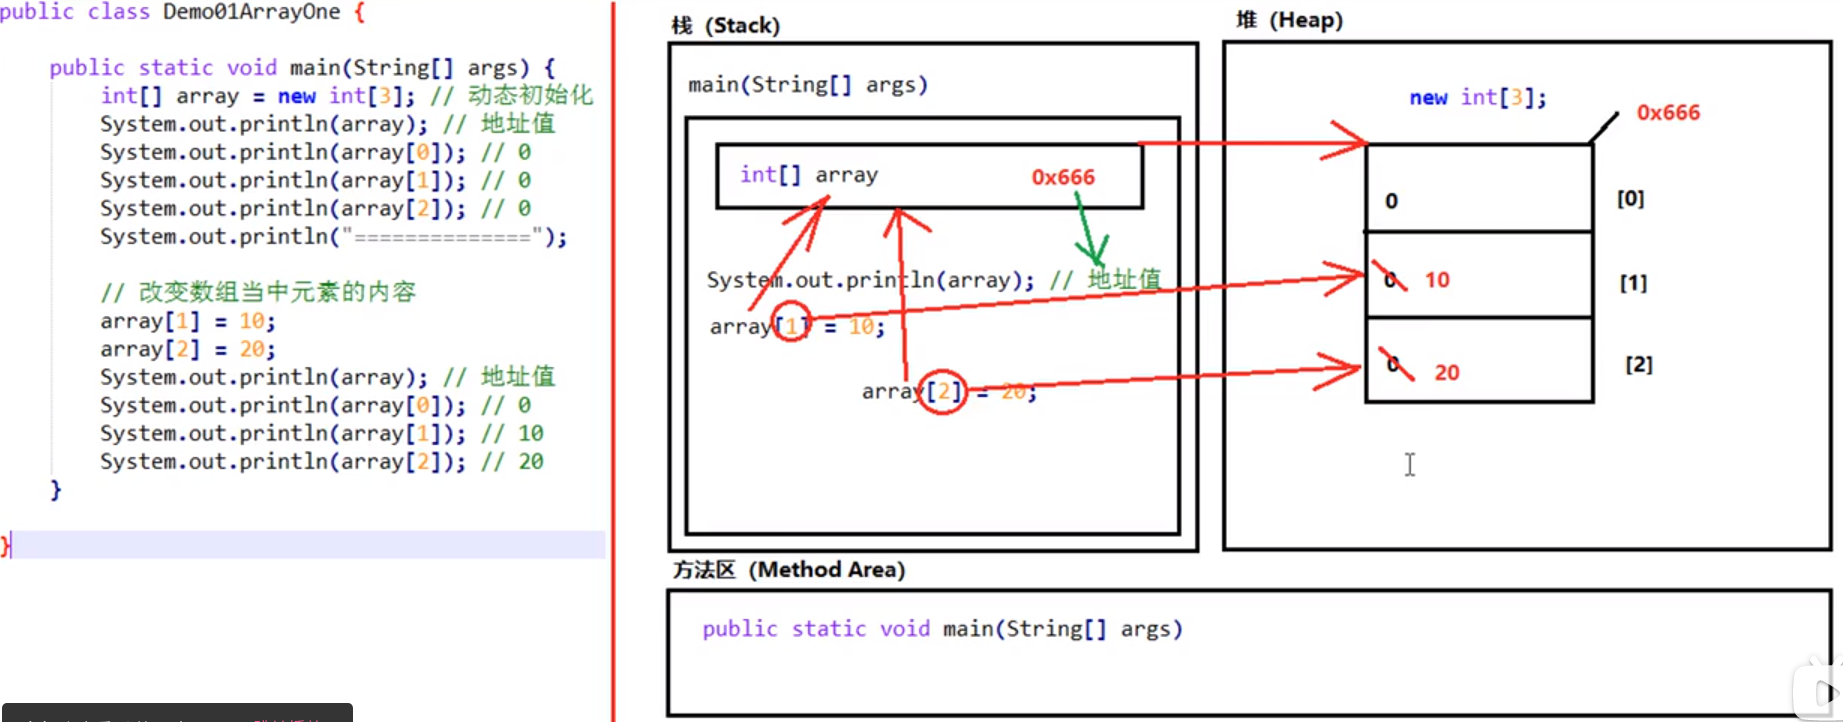 public class Demo01ArrayOne {
public static void main(String[] args) {
int[] array = new int[3]; // 动态初始化
System.out.println(array); // 地址值
System.out.println(array[0]); // 0
System.out.println(array[1]); // 0
System.out.println(array[2]); // 0
System.out.println("==============");
// 改变数组当中元素的内容
array[1] = 10;
array[2] = 20;
System.out.println(array); // 地址值
System.out.println(array[0]); // 0
System.out.println(array[1]); // 10
System.out.println(array[2]); // 20
}
}
栈 (Stack)
main(String[] args)
int[] array 0x666
System.out.println(array); // 地址值
array[1] = 10;
array[2] = 20;
堆 (Heap)
new int[3];
0x666
0 [0]
0 10 [1]
0 20 [2]
方法区 (Method Area)
public static void main(String[] args)